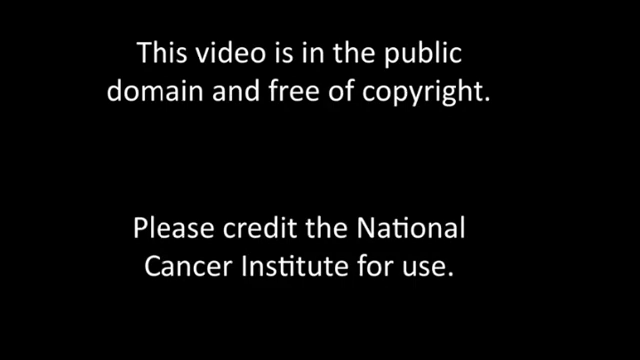 This video is in the public
domain and free of copyright.
Please credit the National
Cancer Institute for use.